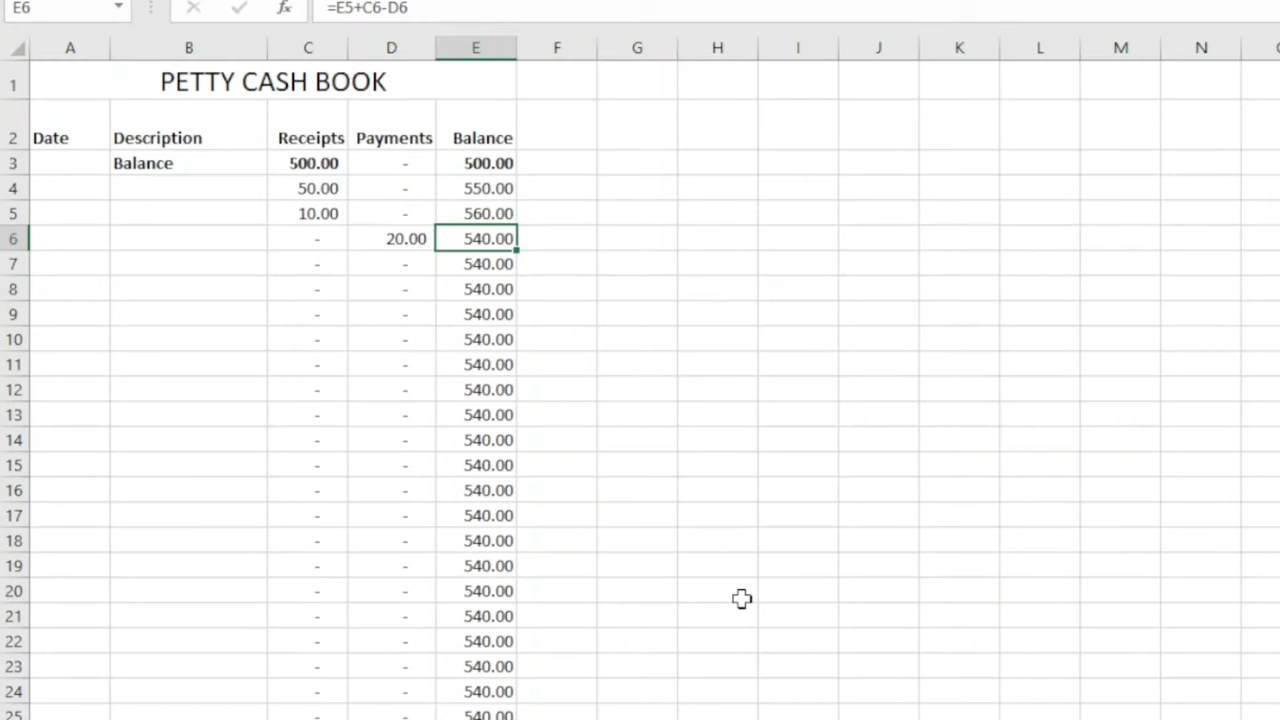 E6 fx =E5+C6-D6
A B C D E F G H I J K L M N
1 PETTY CASH BOOK
2 Date Description Receipts Payments Balance
3 Balance 500.00 - 500.00
4 50.00 - 550.00
5 10.00 - 560.00
6 - 20.00 540.00
7 - - 540.00
8 - - 540.00
9 - - 540.00
10 - - 540.00
11 - - 540.00
12 - - 540.00
13 - - 540.00
14 - - 540.00
15 - - 540.00
16 - - 540.00
17 - - 540.00
18 - - 540.00
19 - - 540.00
20 - - 540.00
21 - - 540.00
22 - - 540.00
23 - - 540.00
24 - - 540.00
25 - - 540.00